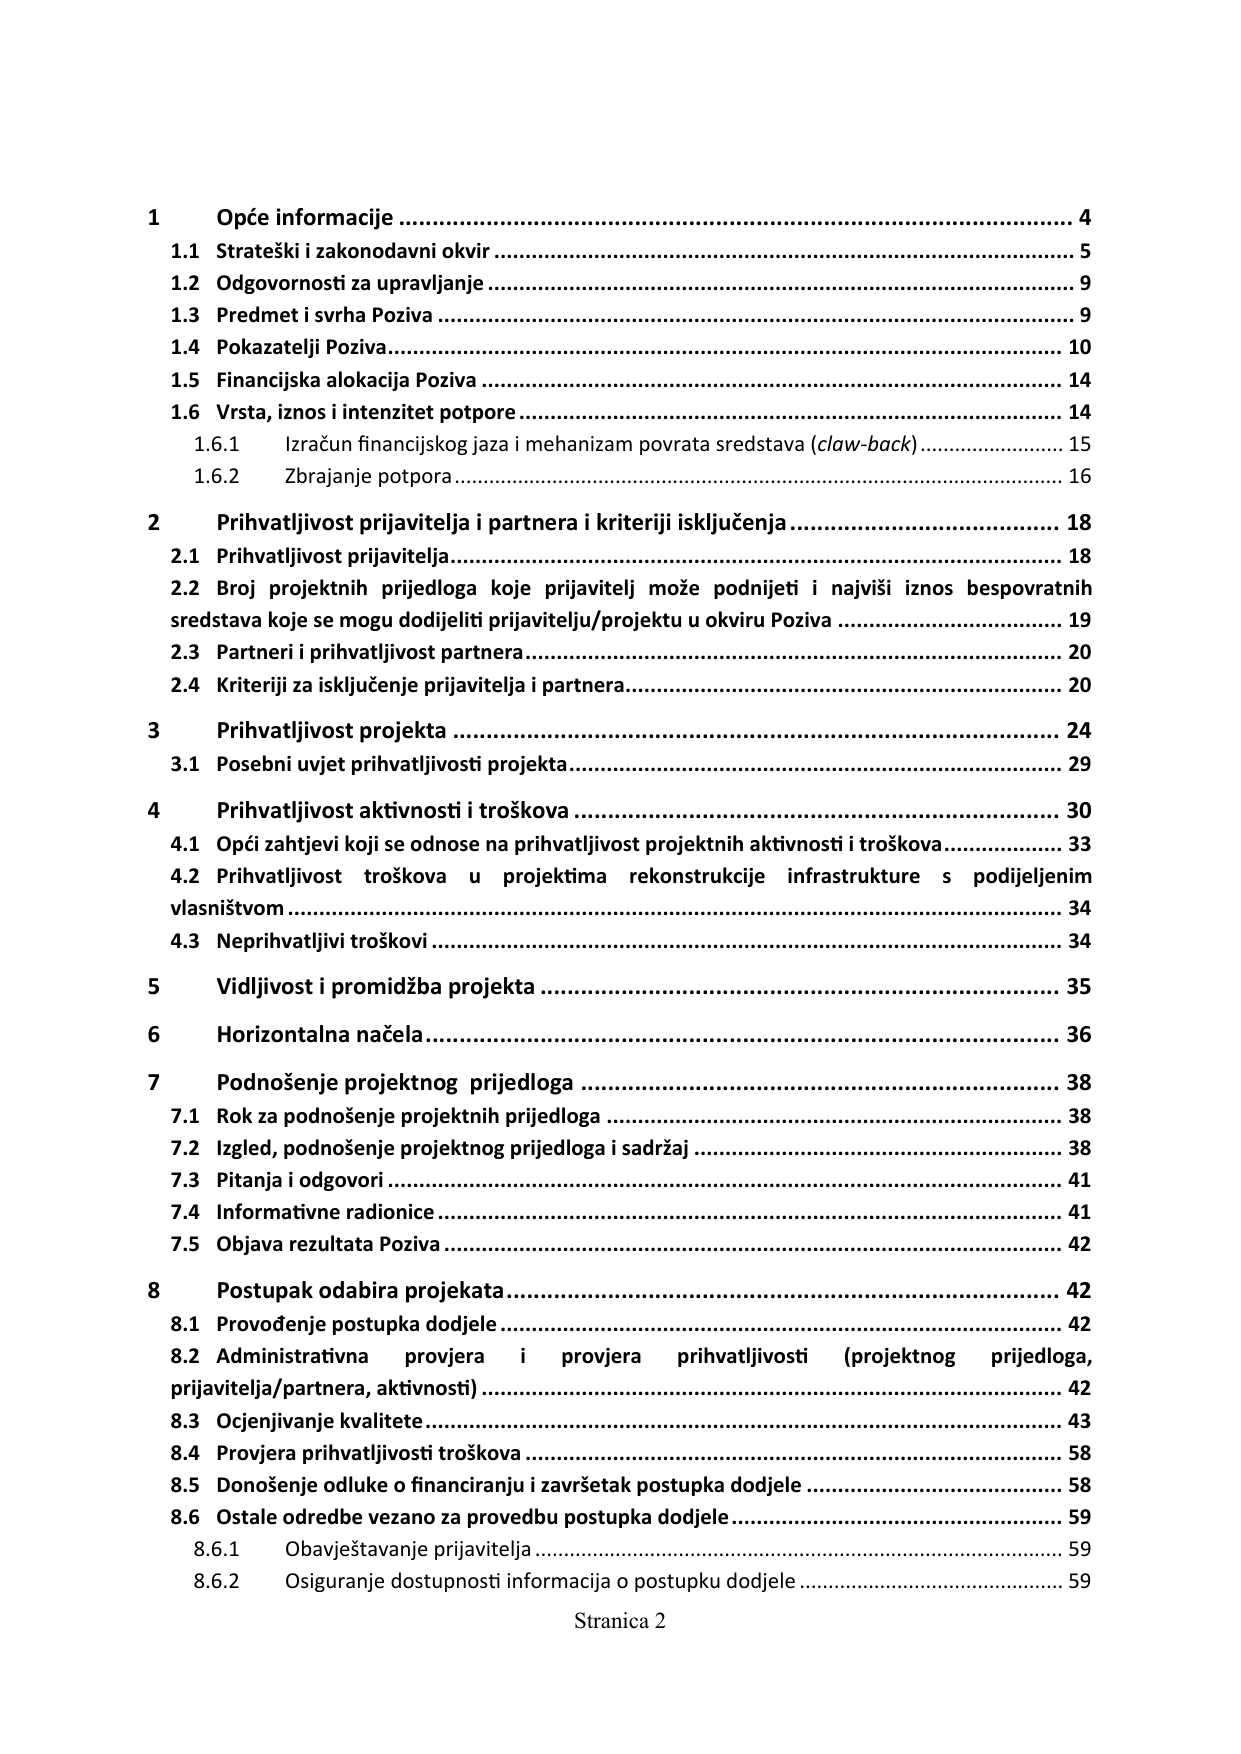 1 Opće informacije ........................................................................................................ 4
1.1 Strateški i zakonodavni okvir ................................................................................................ 5
1.2 Odgovornosti za upravljanje ................................................................................................. 9
1.3 Predmet i svrha Poziva ......................................................................................................... 9
1.4 Pokazatelji Poziva................................................................................................................ 10
1.5 Financijska alokacija Poziva ................................................................................................ 14
1.6 Vrsta, iznos i intenzitet potpore .......................................................................................... 14
1.6.1 Izračun financijskog jaza i mehanizam povrata sredstava (claw-back) ......................... 15
1.6.2 Zbrajanje potpora ........................................................................................................... 16
2 Prihvatljivost prijavitelja i partnera i kriteriji isključenja ........................................ 18
2.1 Prihvatljivost prijavitelja...................................................................................................... 18
2.2 Broj projektnih prijedloga koje prijavitelj može podnijeti i najviši iznos bespovratnih
sredstava koje se mogu dodijeliti prijavitelju/projektu u okviru Poziva ..................................... 19
2.3 Partneri i prihvatljivost partnera......................................................................................... 20
2.4 Kriteriji za isključenje prijavitelja i partnera........................................................................ 20
3 Prihvatljivost projekta ........................................................................................... 24
3.1 Posebni uvjet prihvatljivosti projekta.................................................................................. 29
4 Prihvatljivost aktivnosti i troškova ......................................................................... 30
4.1 Opći zahtjevi koji se odnose na prihvatljivost projektnih aktivnosti i troškova................... 33
4.2 Prihvatljivost troškova u projektima rekonstrukcije infrastrukture s podijeljenim
vlasništvom ................................................................................................................................. 34
4.3 Neprihvatljivi troškovi ......................................................................................................... 34
5 Vidljivost i promidžba projekta .............................................................................. 35
6 Horizontalna načela............................................................................................... 36
7 Podnošenje projektnog  prijedloga ........................................................................ 38
7.1 Rok za podnošenje projektnih prijedloga ............................................................................ 38
7.2 Izgled, podnošenje projektnog prijedloga i sadržaj ............................................................. 38
7.3 Pitanja i odgovori ................................................................................................................ 41
7.4 Informativne radionice ........................................................................................................ 41
7.5 Objava rezultata Poziva ....................................................................................................... 42
8 Postupak odabira projekata................................................................................... 42
8.1 Provođenje postupka dodjele .............................................................................................. 42
8.2 Administrativna provjera i provjera prihvatljivosti (projektnog prijedloga,
prijavitelja/partnera, aktivnosti) ................................................................................................. 42
8.3 Ocjenjivanje kvalitete.......................................................................................................... 43
8.4 Provjera prihvatljivosti troškova ......................................................................................... 58
8.5 Donošenje odluke o financiranju i završetak postupka dodjele .......................................... 58
8.6 Ostale odredbe vezano za provedbu postupka dodjele....................................................... 59
8.6.1 Obavještavanje prijavitelja ............................................................................................. 59
8.6.2 Osiguranje dostupnosti informacija o postupku dodjele .............................................. 59
Stranica 2